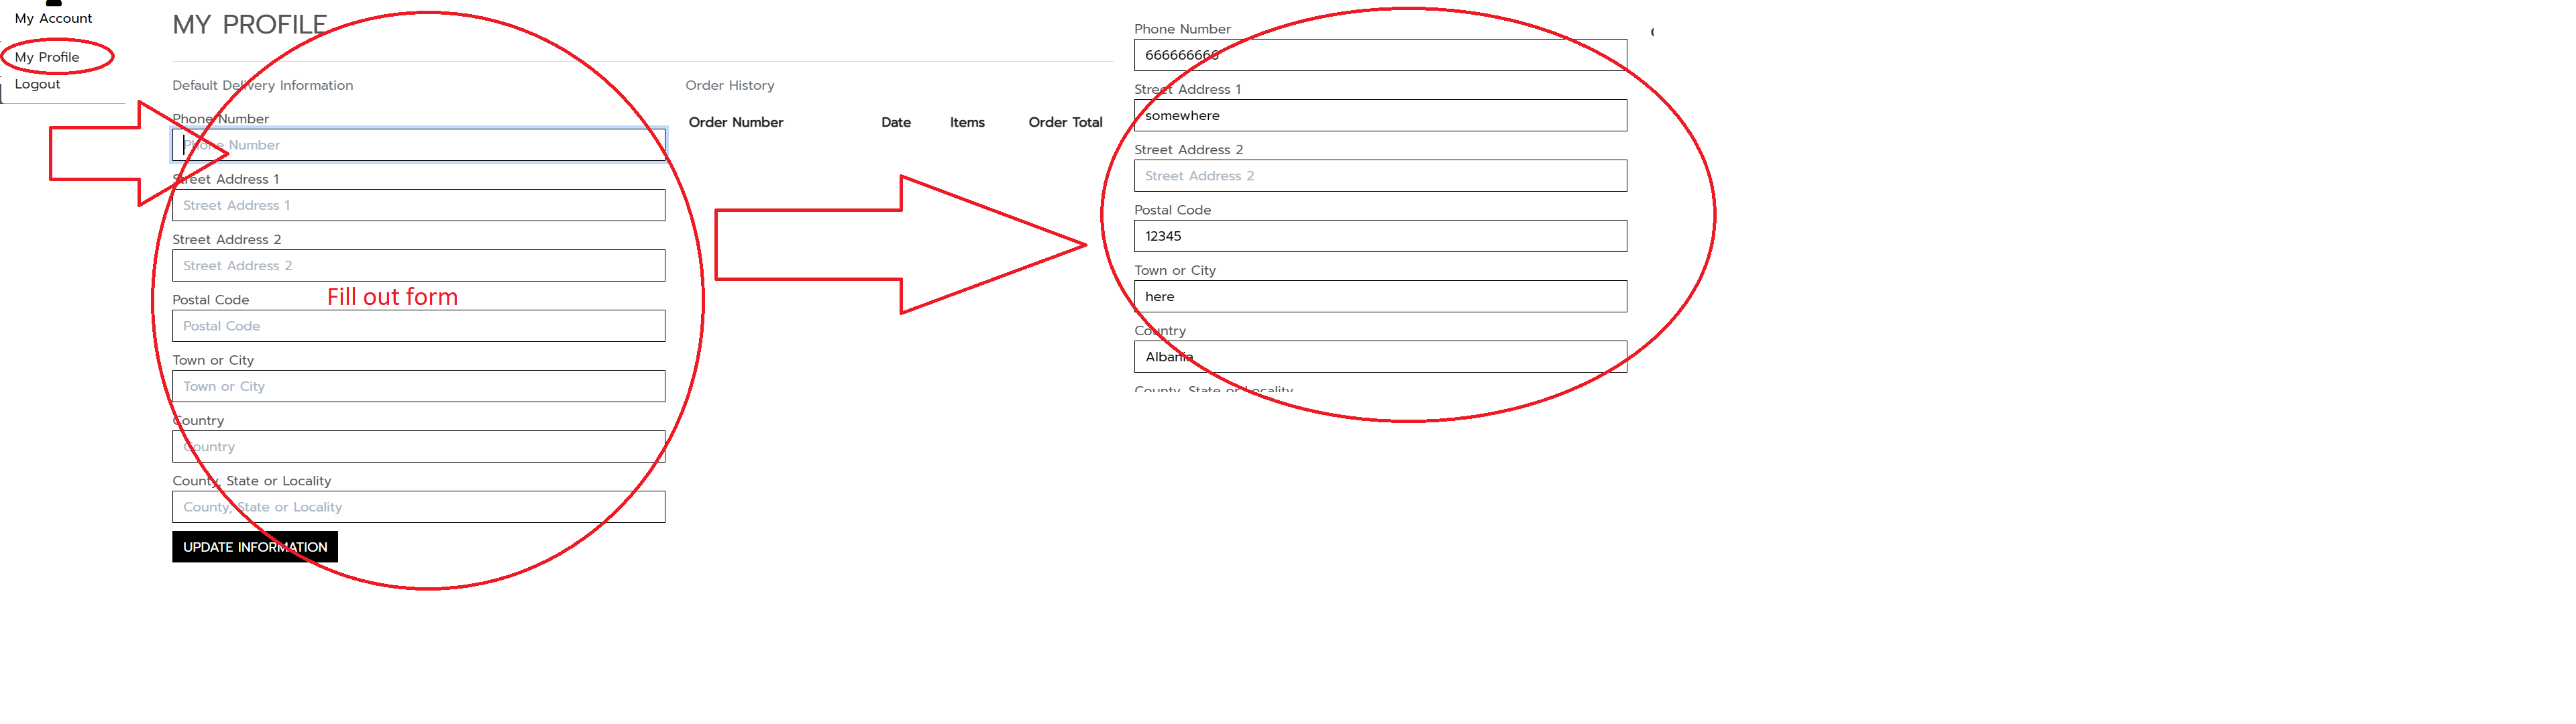 My Account
My Profile
Logout
MY PROFILE
Default Delivery Information
Phone Number
Phone Number
Street Address 1
Street Address 1
Street Address 2
Street Address 2
Postal Code
Fill out form
Postal Code
Town or City
Town or City
Country
Country
County, State or Locality
County, State or Locality
UPDATE INFORMATION
Order History
Order Number Date Items Order Total
Phone Number
666666666
Street Address 1
somewhere
Street Address 2
Street Address 2
Postal Code
12345
Town or City
here
Country
Albania
County, State or Locality